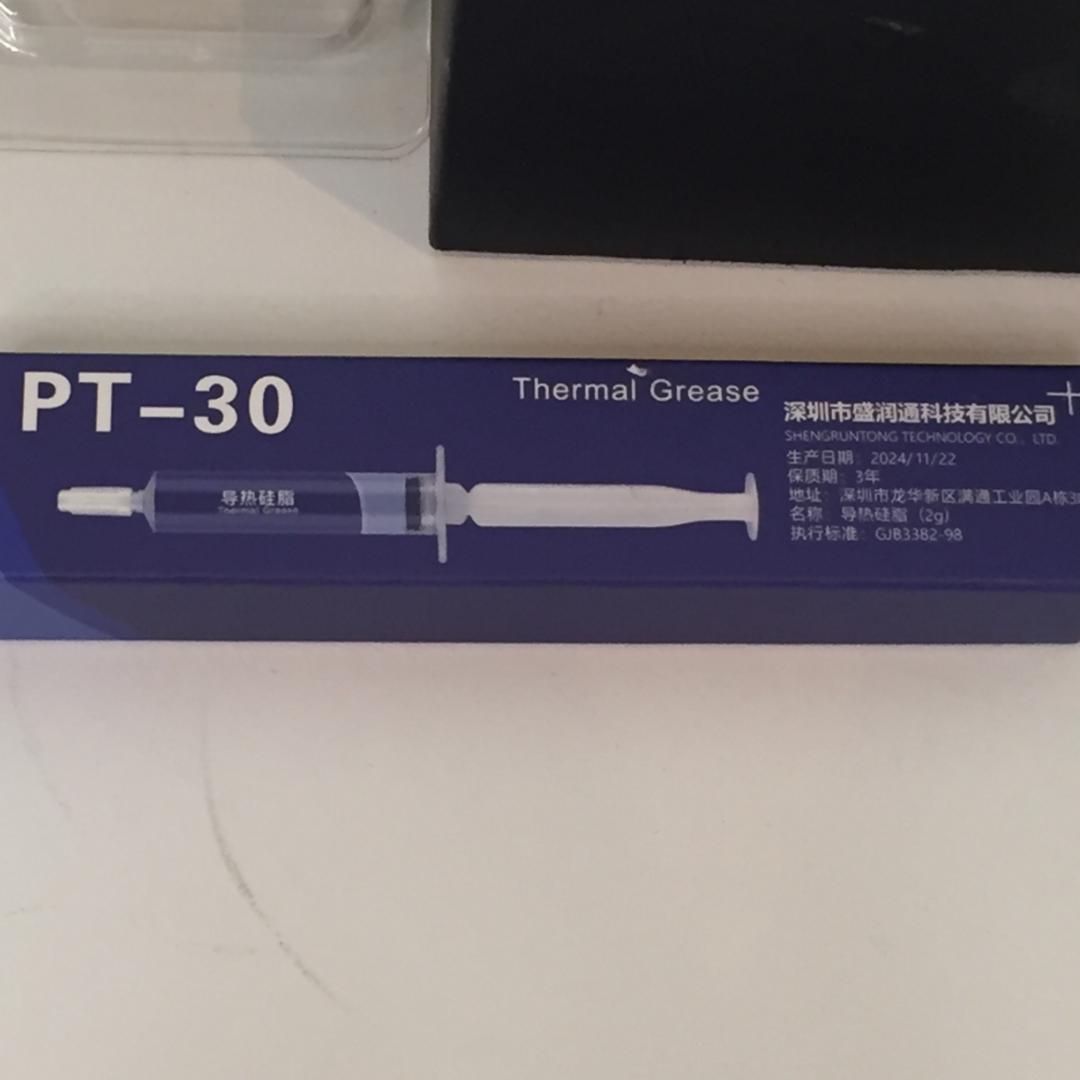 PT-30
Thermal Grease
导热硅脂
Thermal Grease
深圳市盛润通科技有限公司
SHENGRUNTONG TECHNOLOGY CO., LTD.
生产日期：2024/11/22
保质期：3年
地址：深圳市龙华新区满通工业园A栋
名称：导热硅脂（2g）
执行标准：GJB3382-98